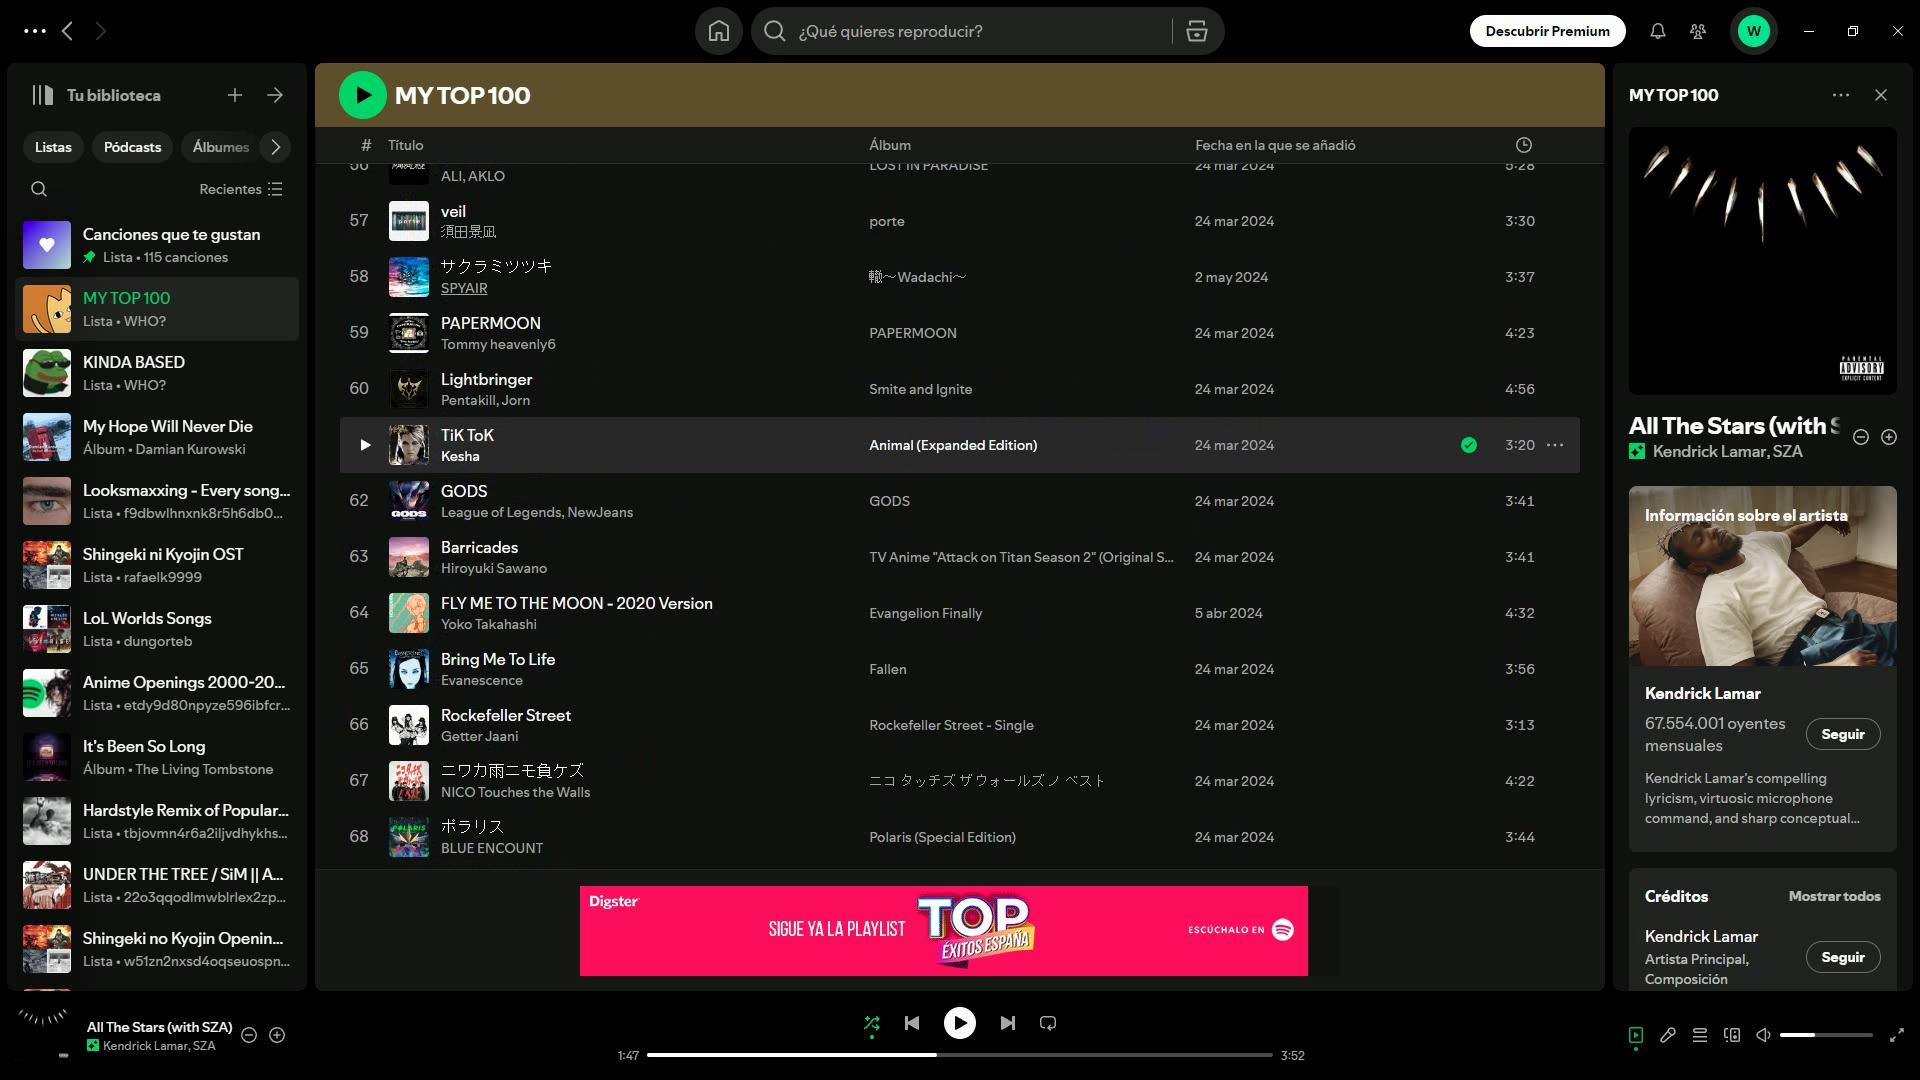 ¿Qué quieres reproducir?
Descubrir Premium
W
Tu biblioteca
Listas
Pódcasts
Álbumes
Recientes
Canciones que te gustan
Lista • 115 canciones
MY TOP 100
Lista • WHO?
KINDA BASED
Lista • WHO?
My Hope Will Never Die
Álbum • Damian Kurowski
Looksmaxxing - Every song...
Lista • f9dbwlhnxnk8r5h6db0...
Shingeki ni Kyojin OST
Lista • rafaelk9999
LoL Worlds Songs
Lista • dungorteb
Anime Openings 2000-20...
Lista • etdy9d80npyze596ibfcr...
It's Been So Long
Álbum • The Living Tombstone
Hardstyle Remix of Popular...
Lista • tbjovmn4r6a2iljvdhykhs...
UNDER THE TREE / SiM || A...
Lista • 22o3qqodlmwblrlex2zp...
Shingeki no Kyojin Openin...
Lista • w51zn2nxsd4oqseuospn...
MY TOP 100
# Título Álbum Fecha en la que se añadió
56 LOST IN PARADISE 24 mar 2024 5:28
ALI, AKLO
57 veil porte 24 mar 2024 3:30
須田景凪
58 サクラミツツキ 轍〜Wadachi〜 2 may 2024 3:37
SPYAIR
59 PAPERMOON PAPERMOON 24 mar 2024 4:23
Tommy heavenly6
60 Lightbringer Smite and Ignite 24 mar 2024 4:56
Pentakill, Jorn
TiK ToK Animal (Expanded Edition) 24 mar 2024 3:20
Kesha
62 GODS GODS 24 mar 2024 3:41
League of Legends, NewJeans
63 Barricades TV Anime "Attack on Titan Season 2" (Original S... 24 mar 2024 3:41
Hiroyuki Sawano
64 FLY ME TO THE MOON - 2020 Version Evangelion Finally 5 abr 2024 4:32
Yoko Takahashi
65 Bring Me To Life Fallen 24 mar 2024 3:56
Evanescence
66 Rockefeller Street Rockefeller Street - Single 24 mar 2024 3:13
Getter Jaani
67 ニワカ雨ニモ負ケズ ニコ タッチズ ザ ウォールズ ノ ベスト 24 mar 2024 4:22
NICO Touches the Walls
68 ポラリス Polaris (Special Edition) 24 mar 2024 3:44
BLUE ENCOUNT
Digster
SIGUE YA LA PLAYLIST
TOP
ÉXITOS ESPAÑA
ESCÚCHALO EN
MY TOP 100
PARENTAL
ADVISORY
EXPLICIT CONTENT
All The Stars (with S
Kendrick Lamar, SZA
Información sobre el artista
Kendrick Lamar
67.554.001 oyentes
mensuales
Seguir
Kendrick Lamar's compelling
lyricism, virtuosic microphone
command, and sharp conceptual...
Créditos
Mostrar todos
Kendrick Lamar
Artista Principal,
Composición
Seguir
All The Stars (with SZA)
Kendrick Lamar, SZA
1:47
3:52